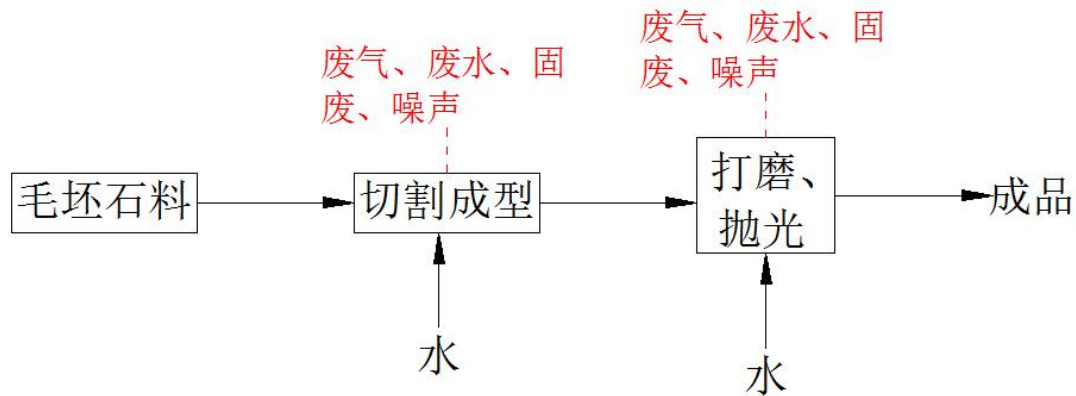 废气、废水、固
废、噪声
废气、废水、固
废、噪声
毛坯石料
切割成型
打磨、
抛光
成品
水
水